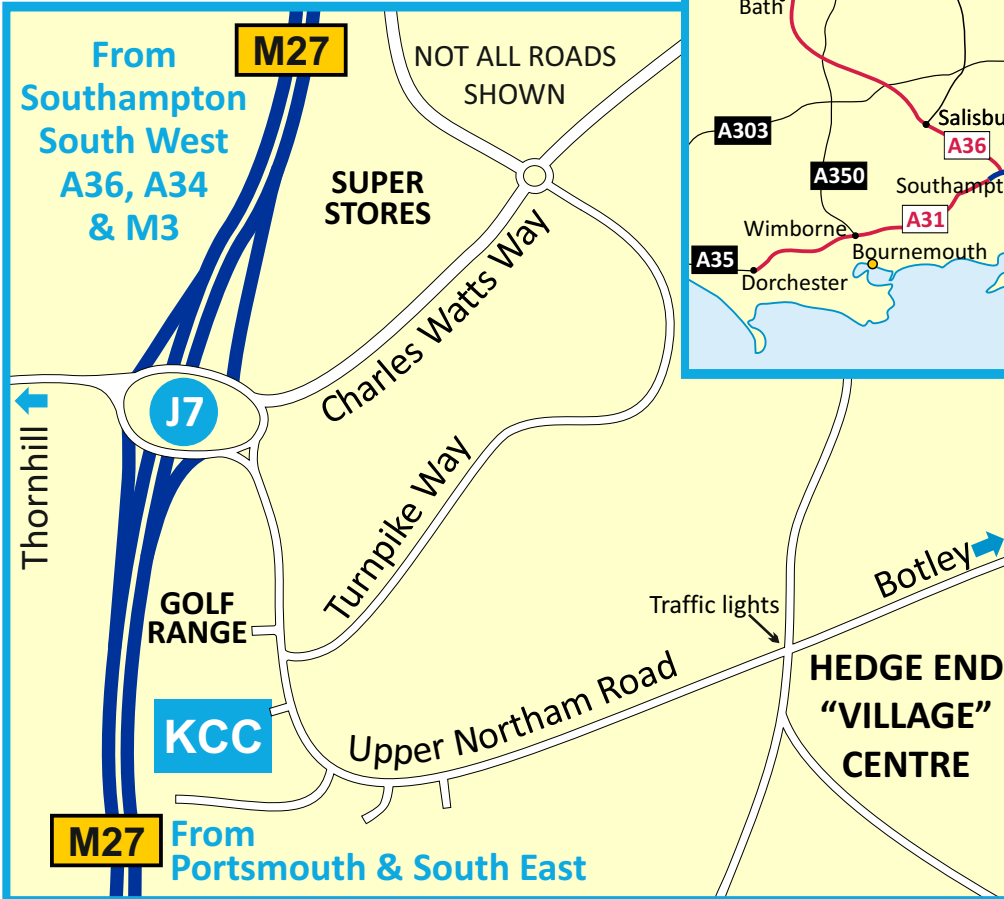 From
Southampton
South West
A36, A34
& M3
M27
NOT ALL ROADS
SHOWN
SUPER
STORES
Charles Watts Way
J7
Thornhill
Turnpike Way
GOLF
RANGE
KCC
Upper Northam Road
Traffic lights
Botley
HEDGE END
“VILLAGE”
CENTRE
M27
From
Portsmouth & South East
Bath
A303
Salisbu
A36
A350
Southampt
A31
Wimborne
A35
Bournemouth
Dorchester